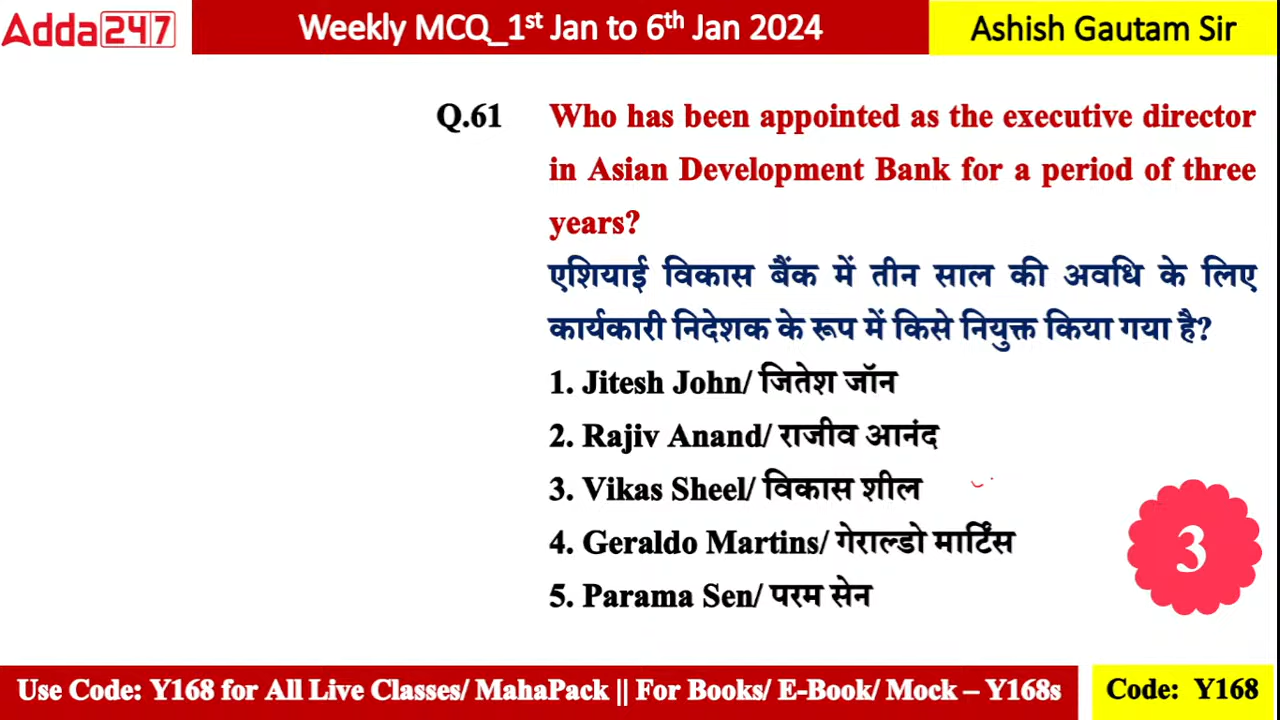 Adda247
Weekly MCQ_1st Jan to 6th Jan 2024
Ashish Gautam Sir
Q.61 Who has been appointed as the executive director
in Asian Development Bank for a period of three
years?
एशियाई विकास बैंक में तीन साल की अवधि के लिए
कार्यकारी निदेशक के रूप में किसे नियुक्त किया गया है?
1. Jitesh John/ जितेश जॉन
2. Rajiv Anand/ राजीव आनंद
3. Vikas Sheel/ विकास शील
4. Geraldo Martins/ गेराल्डो मार्टिंस
5. Parama Sen/ परम सेन
3
Use Code: Y168 for All Live Classes/ MahaPack || For Books/ E-Book/ Mock – Y168s
Code: Y168